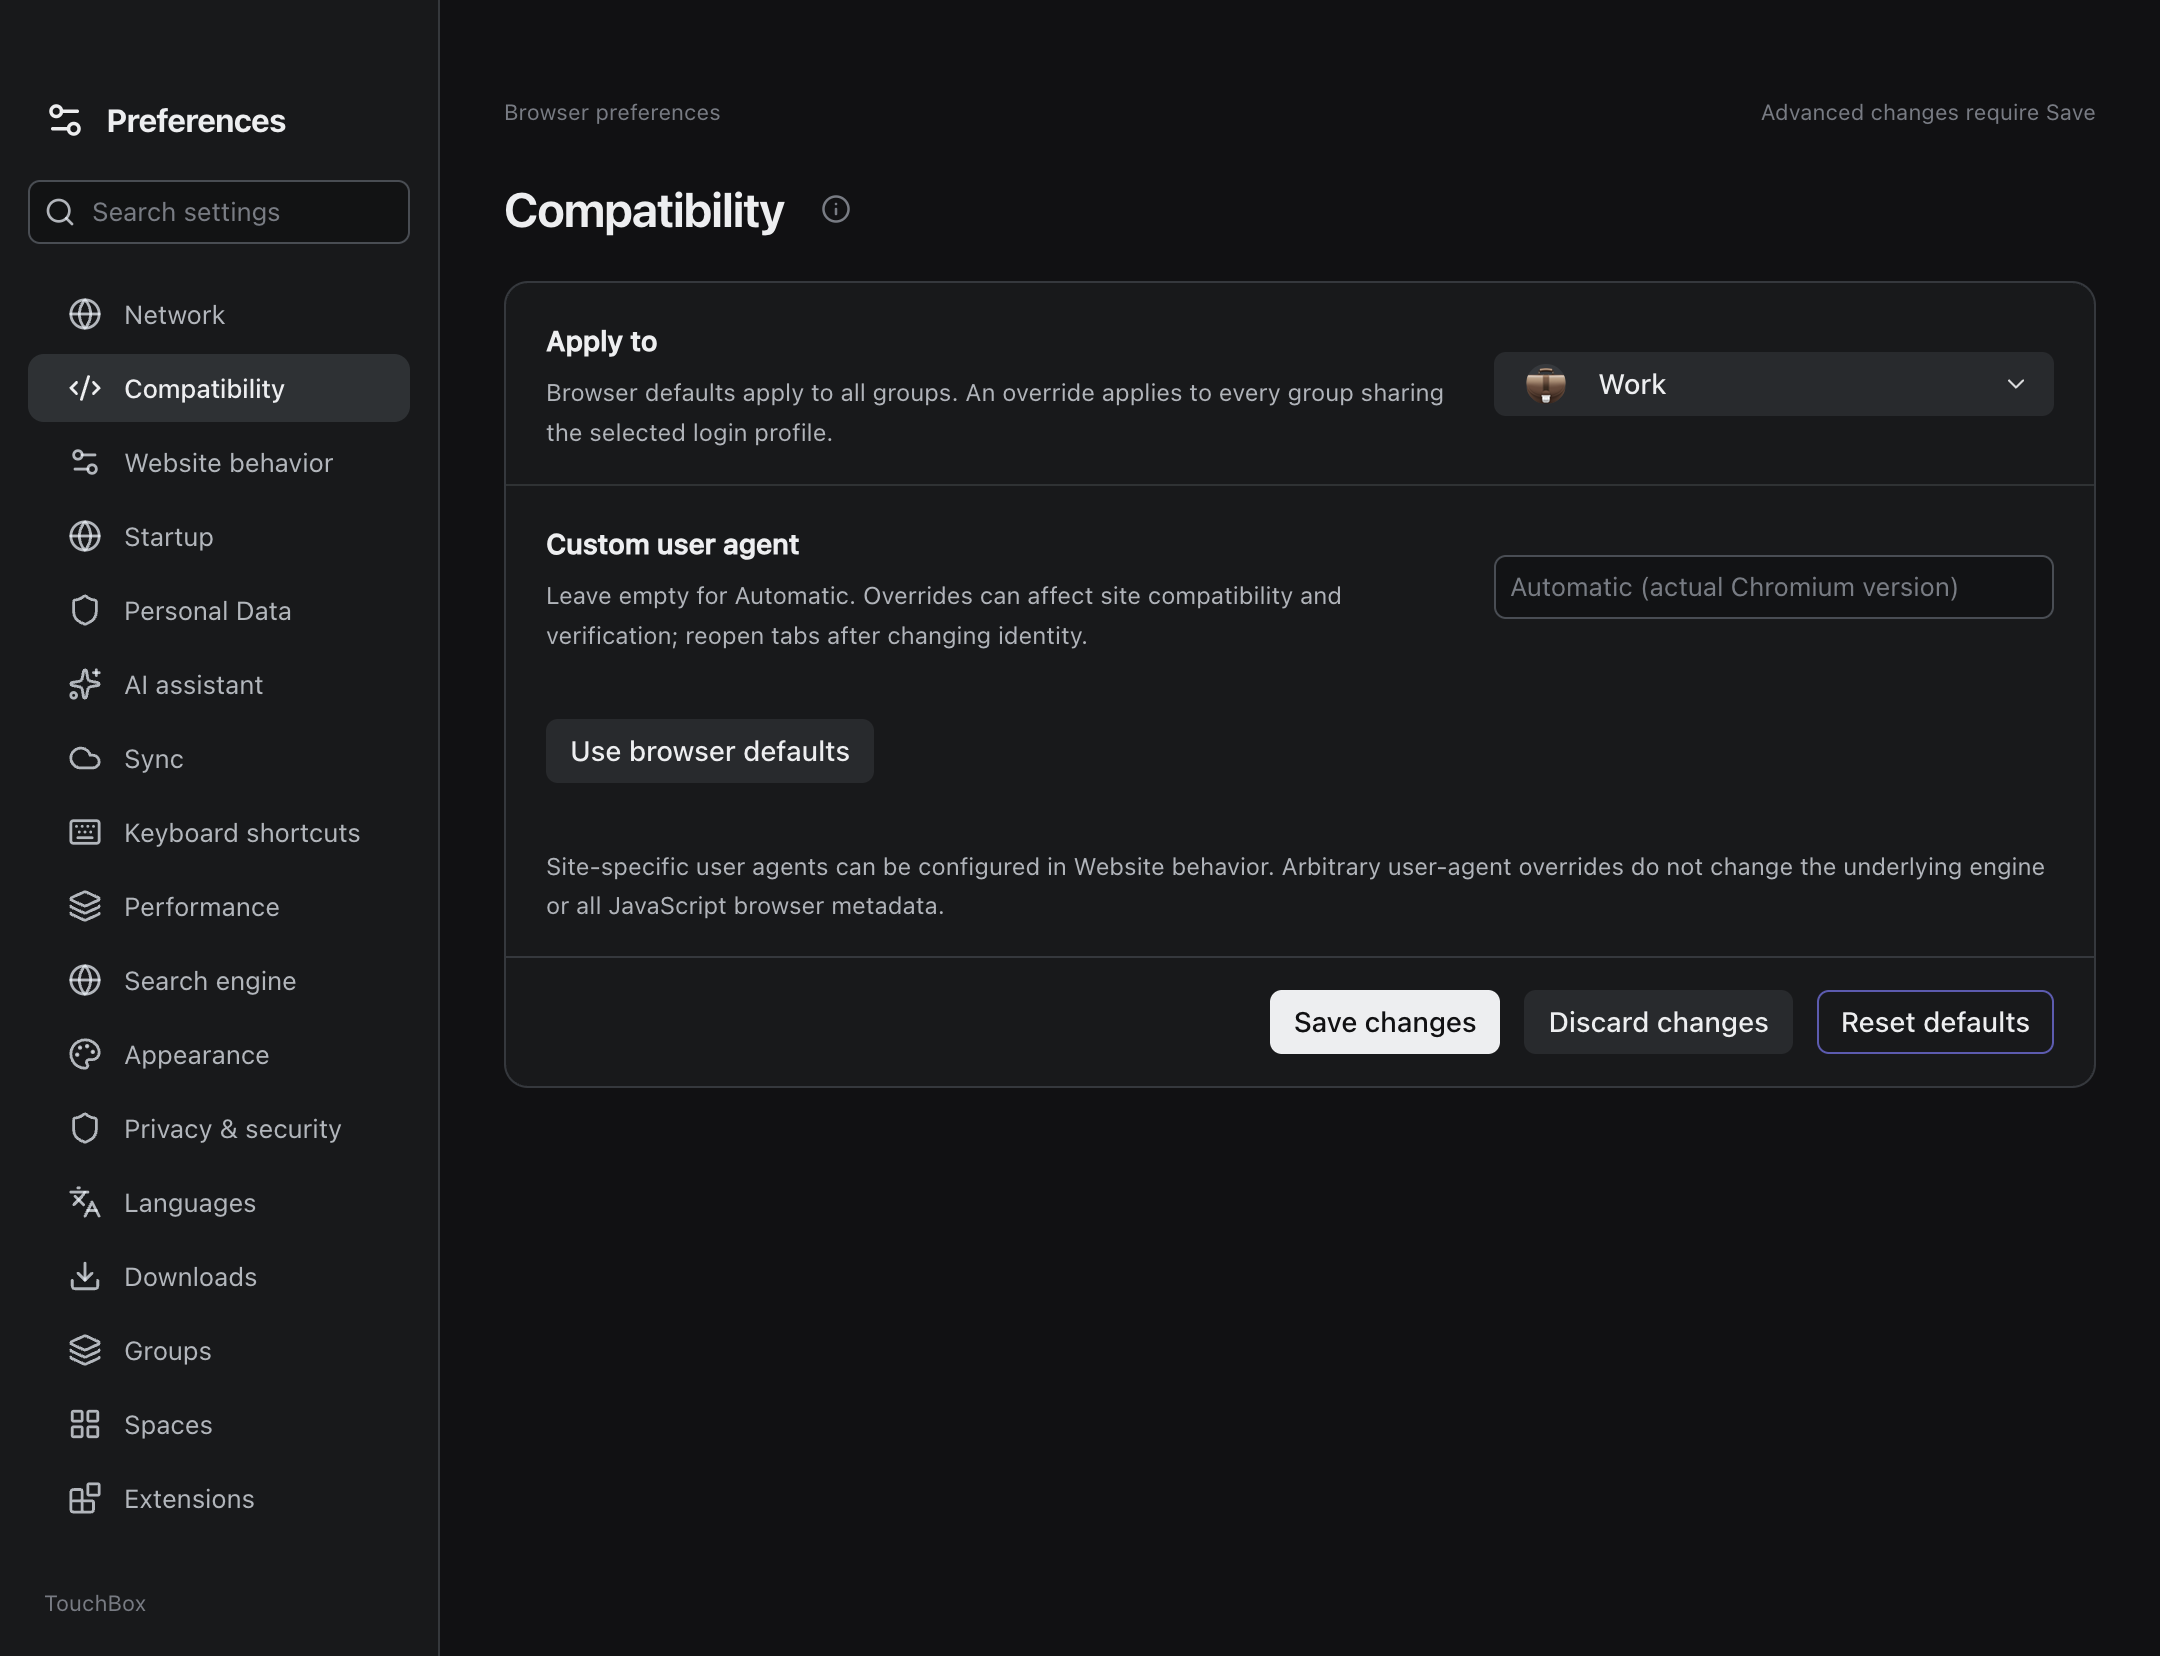 Preferences
Search settings
Network
Compatibility
Website behavior
Startup
Personal Data
AI assistant
Sync
Keyboard shortcuts
Performance
Search engine
Appearance
Privacy & security
Languages
Downloads
Groups
Spaces
Extensions
TouchBox
Browser preferences
Advanced changes require Save
Compatibility
Apply to
Browser defaults apply to all groups. An override applies to every group sharing
the selected login profile.
Work
Custom user agent
Leave empty for Automatic. Overrides can affect site compatibility and
verification; reopen tabs after changing identity.
Automatic (actual Chromium version)
Use browser defaults
Site-specific user agents can be configured in Website behavior. Arbitrary user-agent overrides do not change the underlying engine
or all JavaScript browser metadata.
Save changes
Discard changes
Reset defaults